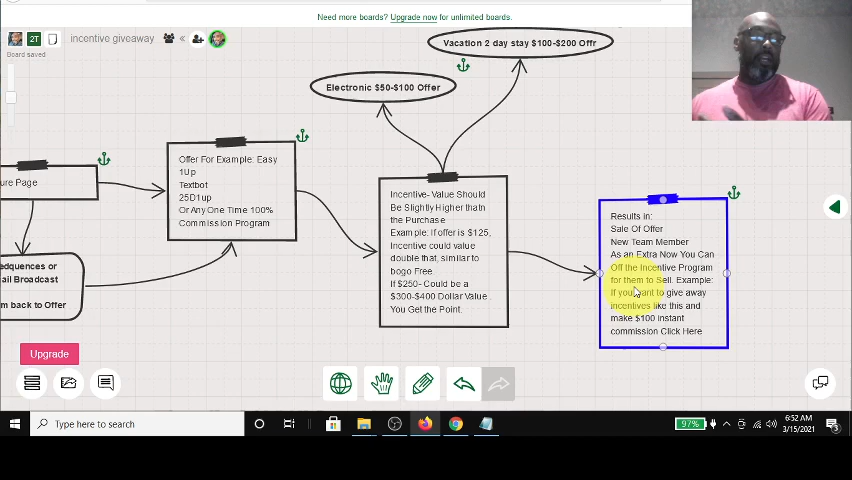 Need more boards? Upgrade now for unlimited boards.
2T
incentive giveaway
Board saved
Vacation 2 day stay $100-$200 Offr
Electronic $50-$100 Offer
ure Page
Offer For Example: Easy
1Up
Textbot
25D1up
Or Any One Time 100%
Commission Program
edquences or
ail Broadcast
m back to Offer
Incentive- Value Should
Be Slightly Higher thath
the Purchase
Example: If offer is $125,
Incentive could value
double that, similar to
bogo Free.
If $250- Could be a
$300-$400 Dollar Value .
You Get the Point.
Results in:
Sale Of Offer
New Team Member
As an Extra Now You Can
Off the Incentive Program
for them to Sell. Example:
If you want to give away
incentives like this and
make $100 instant
commission Click Here
Upgrade
Type here to search
97%
6:52 AM
3/15/2021
3